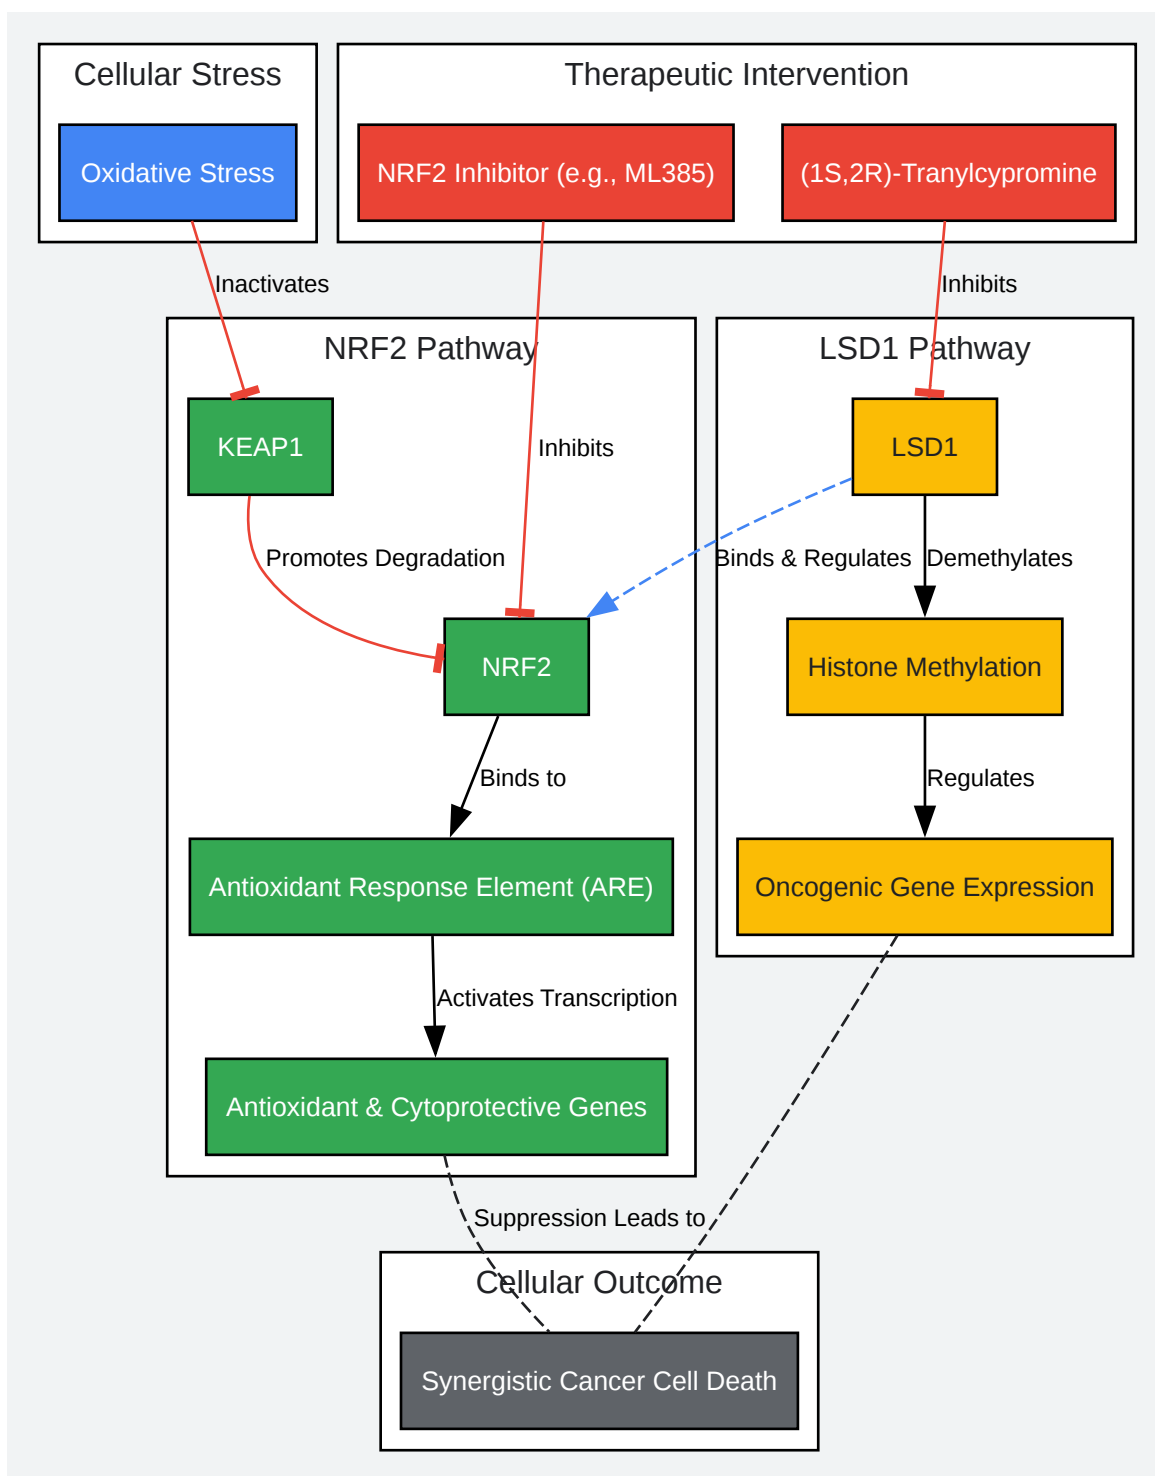 Cellular Stress
Therapeutic Intervention
Oxidative Stress
NRF2 Inhibitor (e.g., ML385)
(1S,2R)-Tranylcypromine
Inactivates
Inhibits
NRF2 Pathway
LSD1 Pathway
KEAP1
Inhibits
LSD1
Promotes Degradation
Binds & Regulates
Demethylates
NRF2
Histone Methylation
Binds to
Regulates
Antioxidant Response Element (ARE)
Oncogenic Gene Expression
Activates Transcription
Antioxidant & Cytoprotective Genes
Suppression Leads to
Cellular Outcome
Synergistic Cancer Cell Death